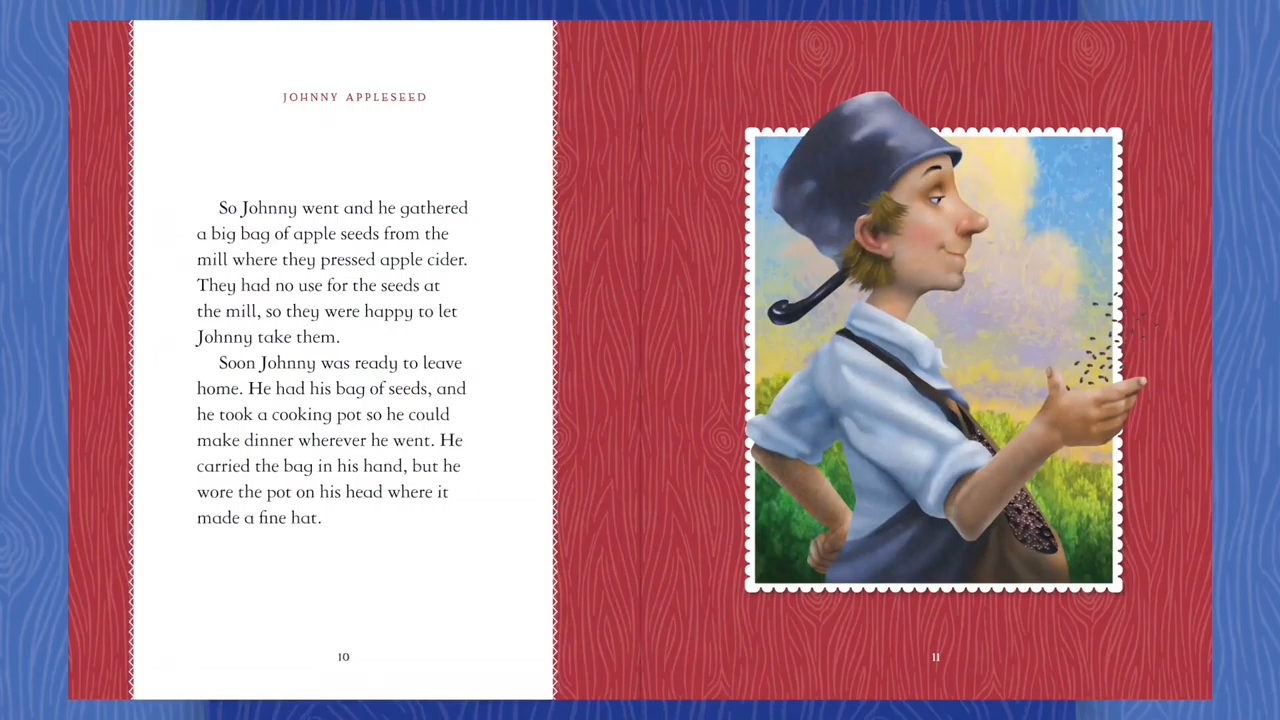 JOHNNY APPLESEED
So Johnny went and he gathered
a big bag of apple seeds from the
mill where they pressed apple cider.
They had no use for the seeds at
the mill, so they were happy to let
Johnny take them.
Soon Johnny was ready to leave
home. He had his bag of seeds, and
he took a cooking pot so he could
make dinner wherever he went. He
carried the bag in his hand, but he
wore the pot on his head where it
made a fine hat.
10
11